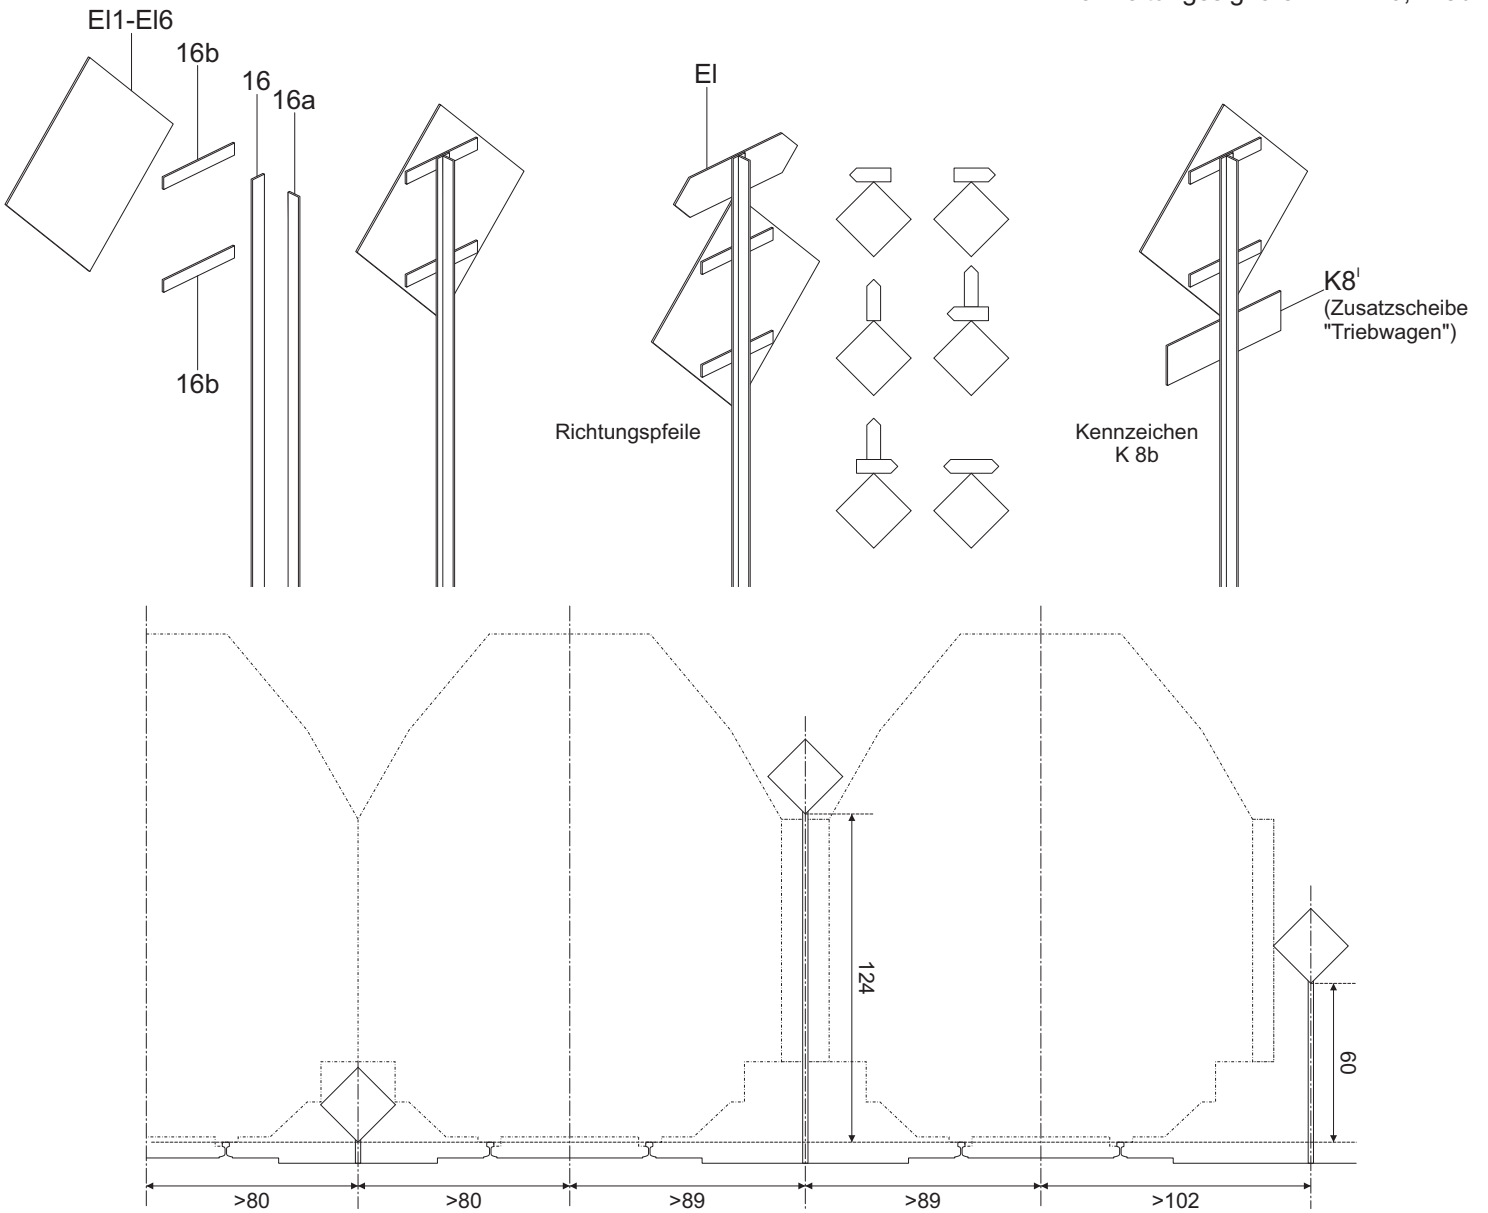 El1-El6
16b
16
16a
16b
El
Richtungspfeile
K8'
(Zusatzscheibe
"Triebwagen")
Kennzeichen
K 8b
124
60
>80
>80
>89
>89
>102